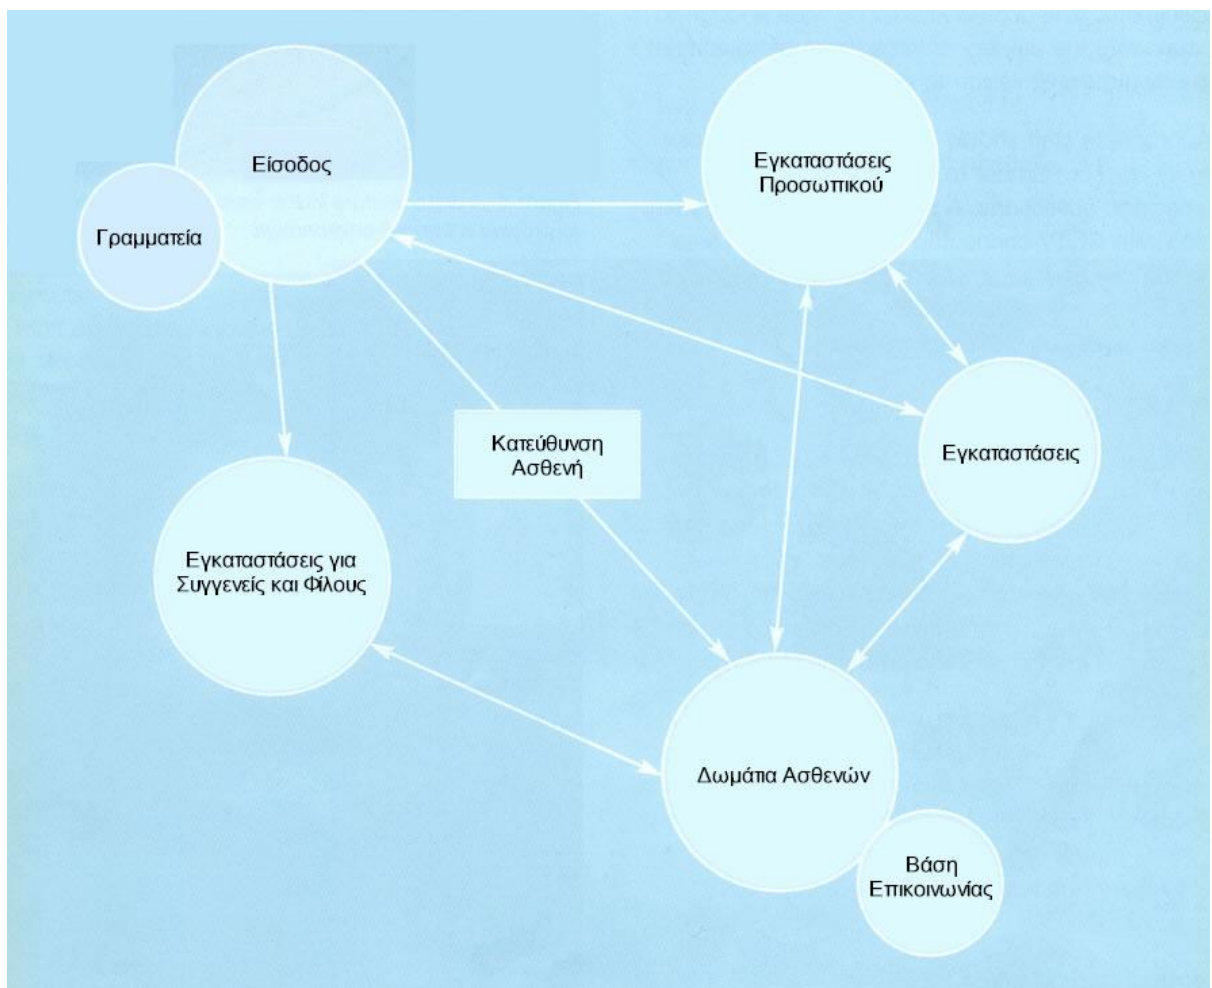 Είσοδος
Γραμματεία
Εγκαταστάσεις
Προσωπικού
Κατεύθυνση
Ασθενή
Εγκαταστάσεις
Εγκαταστάσεις για
Συγγενείς και Φίλους
Δωμάτια Ασθενών
Βάση
Επικοινωνίας